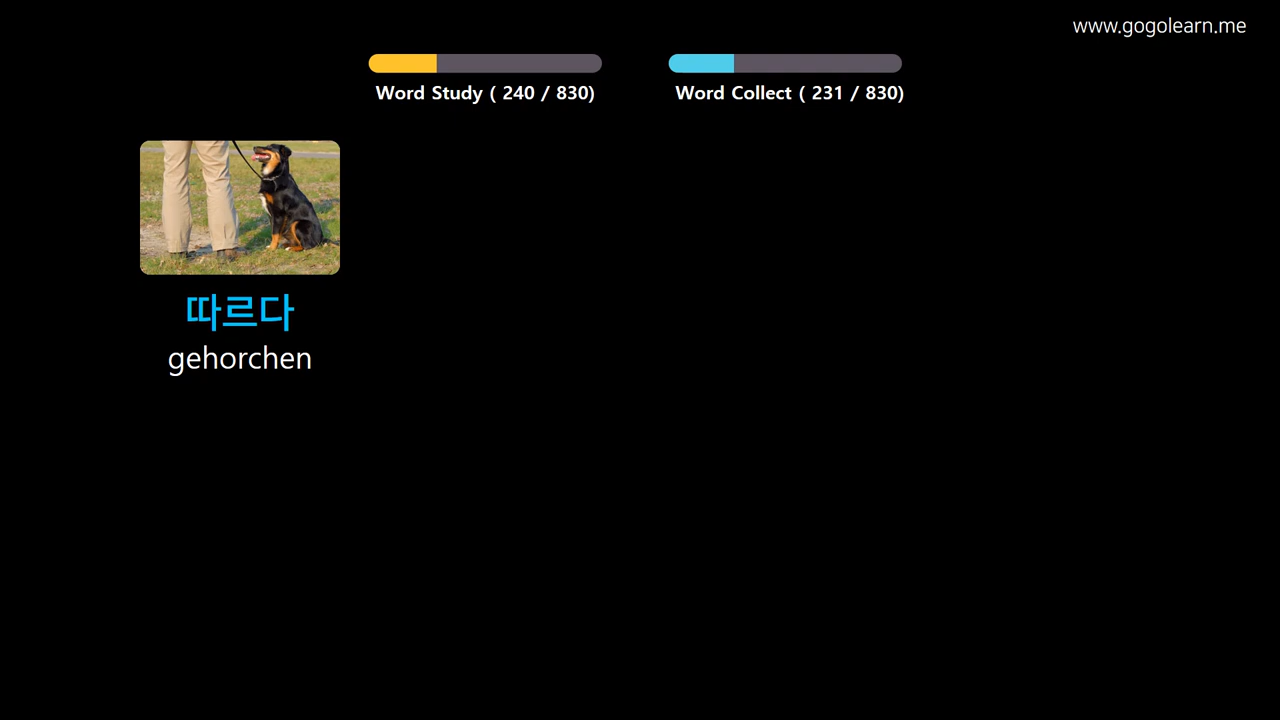 www.gogolearn.me
Word Study ( 240 / 830)
Word Collect ( 231 / 830)
따르다
gehorchen